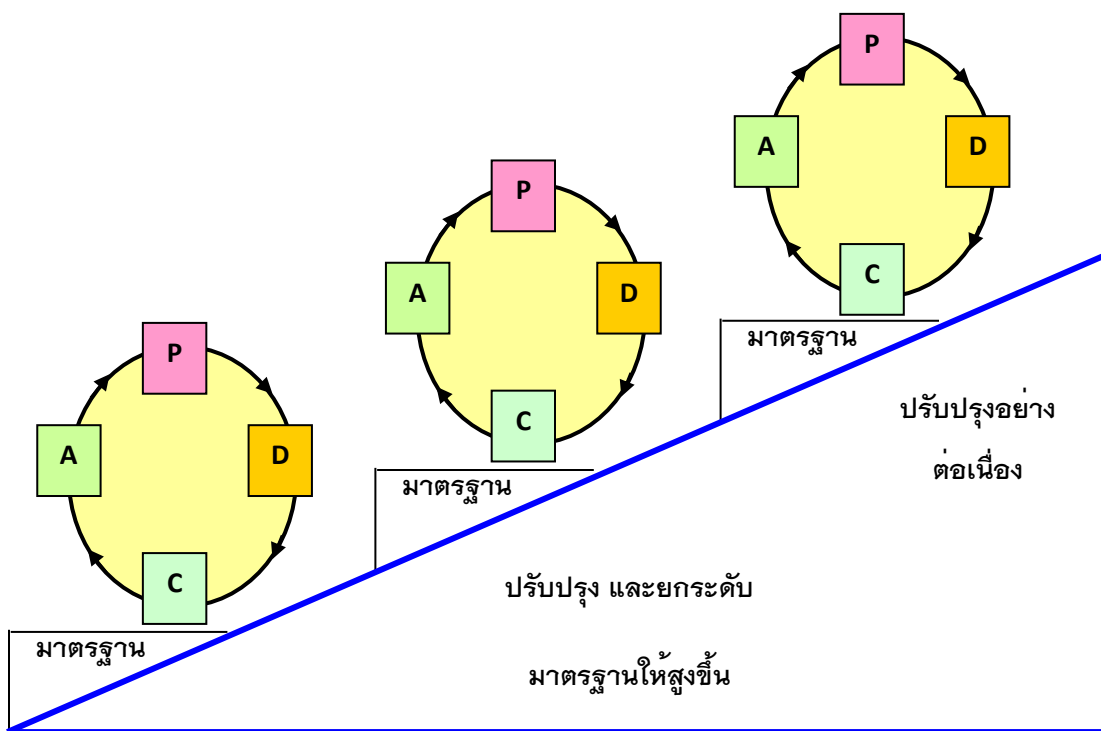 P
A
D
C
มาตรฐาน
P
A
D
C
มาตรฐาน
P
A
D
C
มาตรฐาน
ปรับปรุง และยกระดับ
มาตรฐานให้สูงขึ้น
ปรับปรุงอย่าง
ต่อเนื่อง